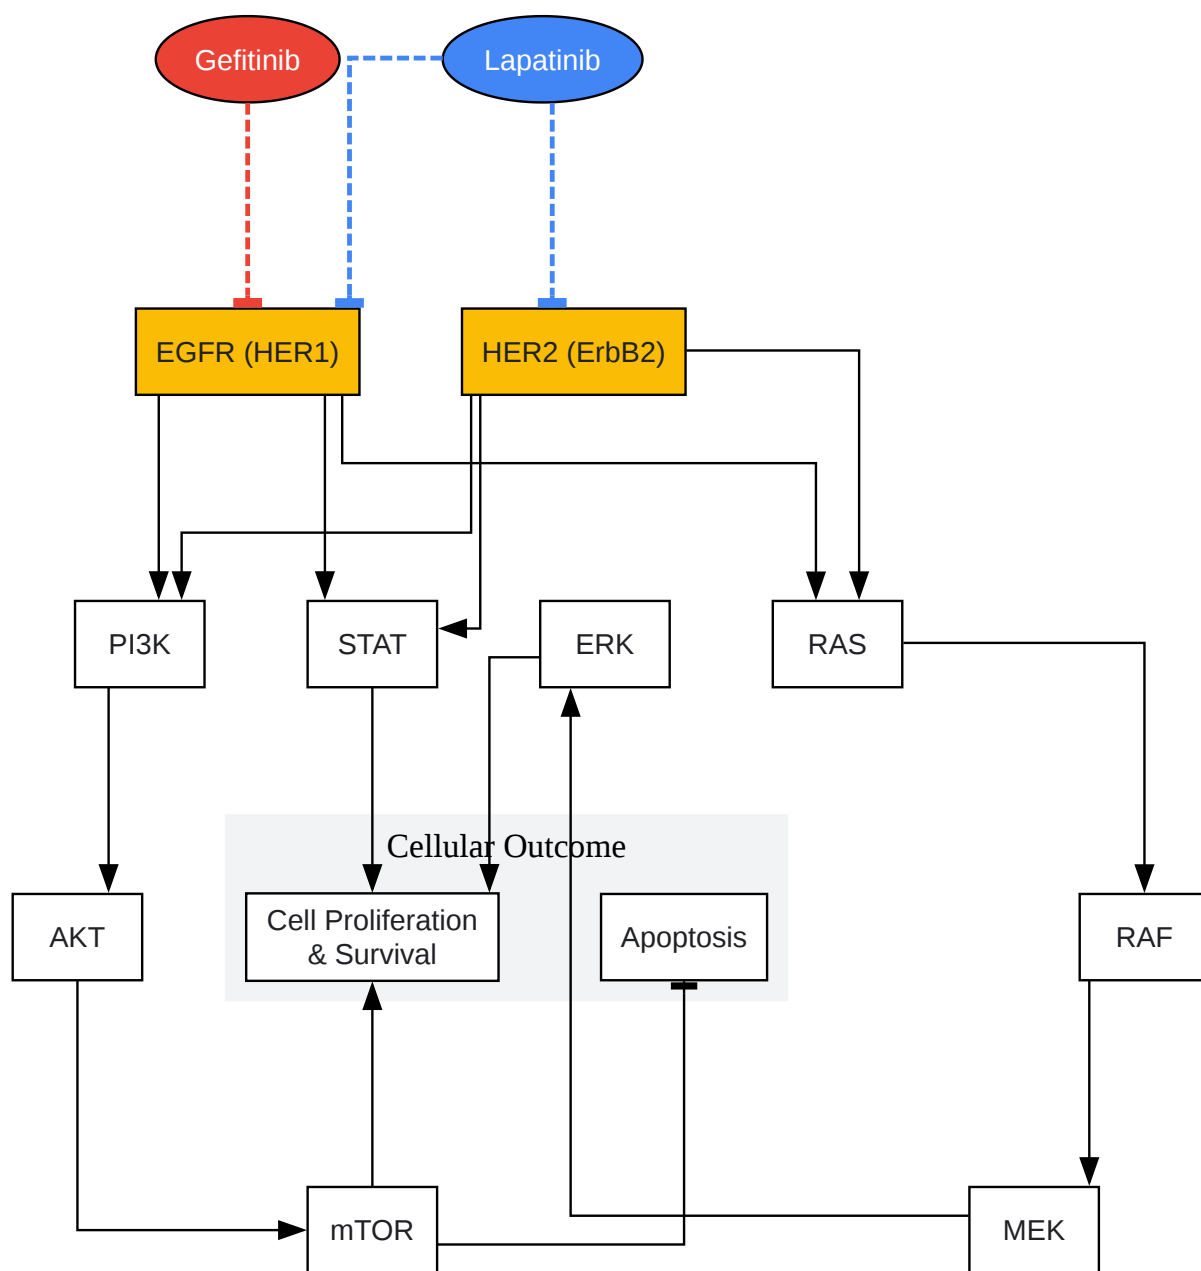 Gefitinib
Lapatinib
EGFR (HER1)
HER2 (ErbB2)
PI3K
STAT
ERK
RAS
Cellular Outcome
AKT
Cell Proliferation
& Survival
Apoptosis
RAF
mTOR
MEK